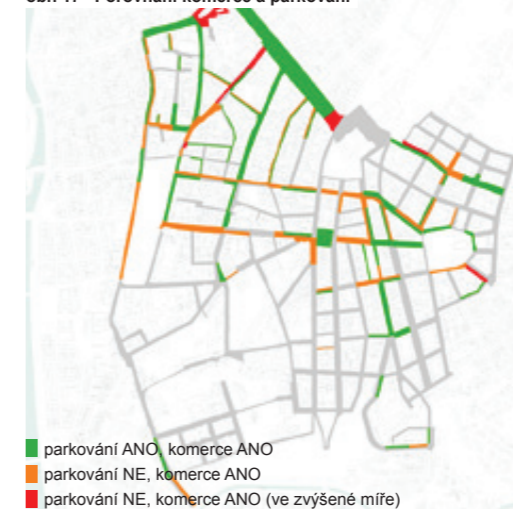 parkování ANO, komerce ANO
parkování NE, komerce ANO
parkování NE, komerce ANO (ve zvýšené míře)